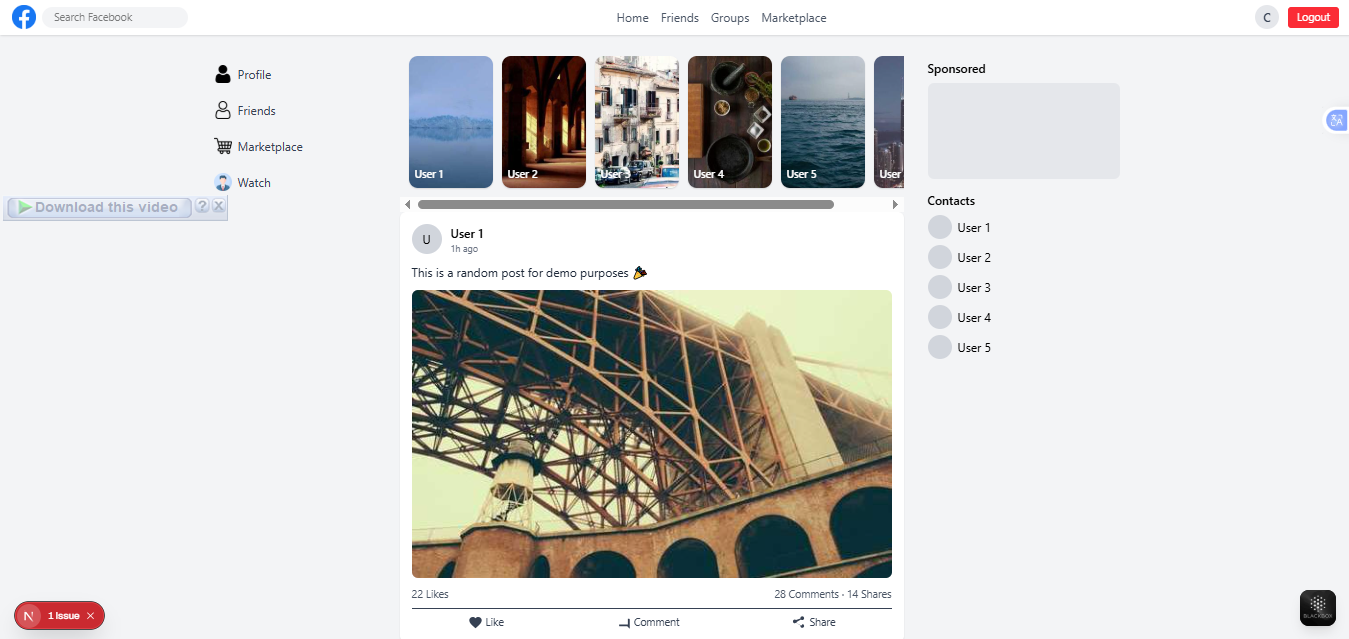 Search Facebook
Home Friends Groups Marketplace
C Logout
Profile
Friends
Marketplace
Watch
Download this video ? X
User 1 User 2 User 3 User 4 User 5 User
U
User 1
1h ago
This is a random post for demo purposes 🎉
22 Likes 28 Comments · 14 Shares
Like Comment Share
Sponsored
Contacts
User 1
User 2
User 3
User 4
User 5
N 1 Issue
BLACKBOX